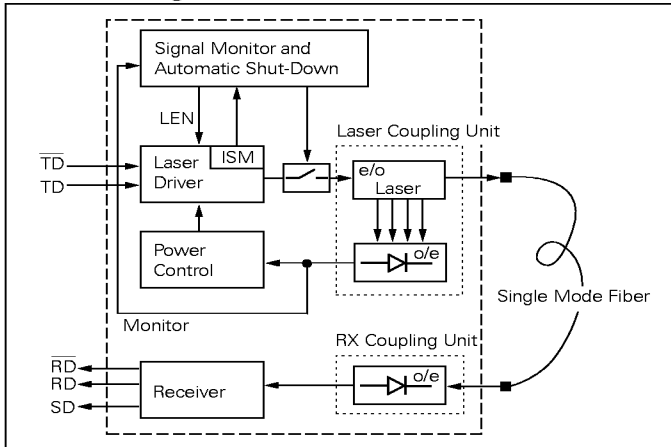 Signal Monitor and
Automatic Shut-Down
LEN
Laser Coupling Unit
TD
TD
Laser
Driver
ISM
e/o
Laser
Power
Control
o/e
Single Mode Fiber
Monitor
RX Coupling Unit
RD
RD
SD
Receiver
o/e